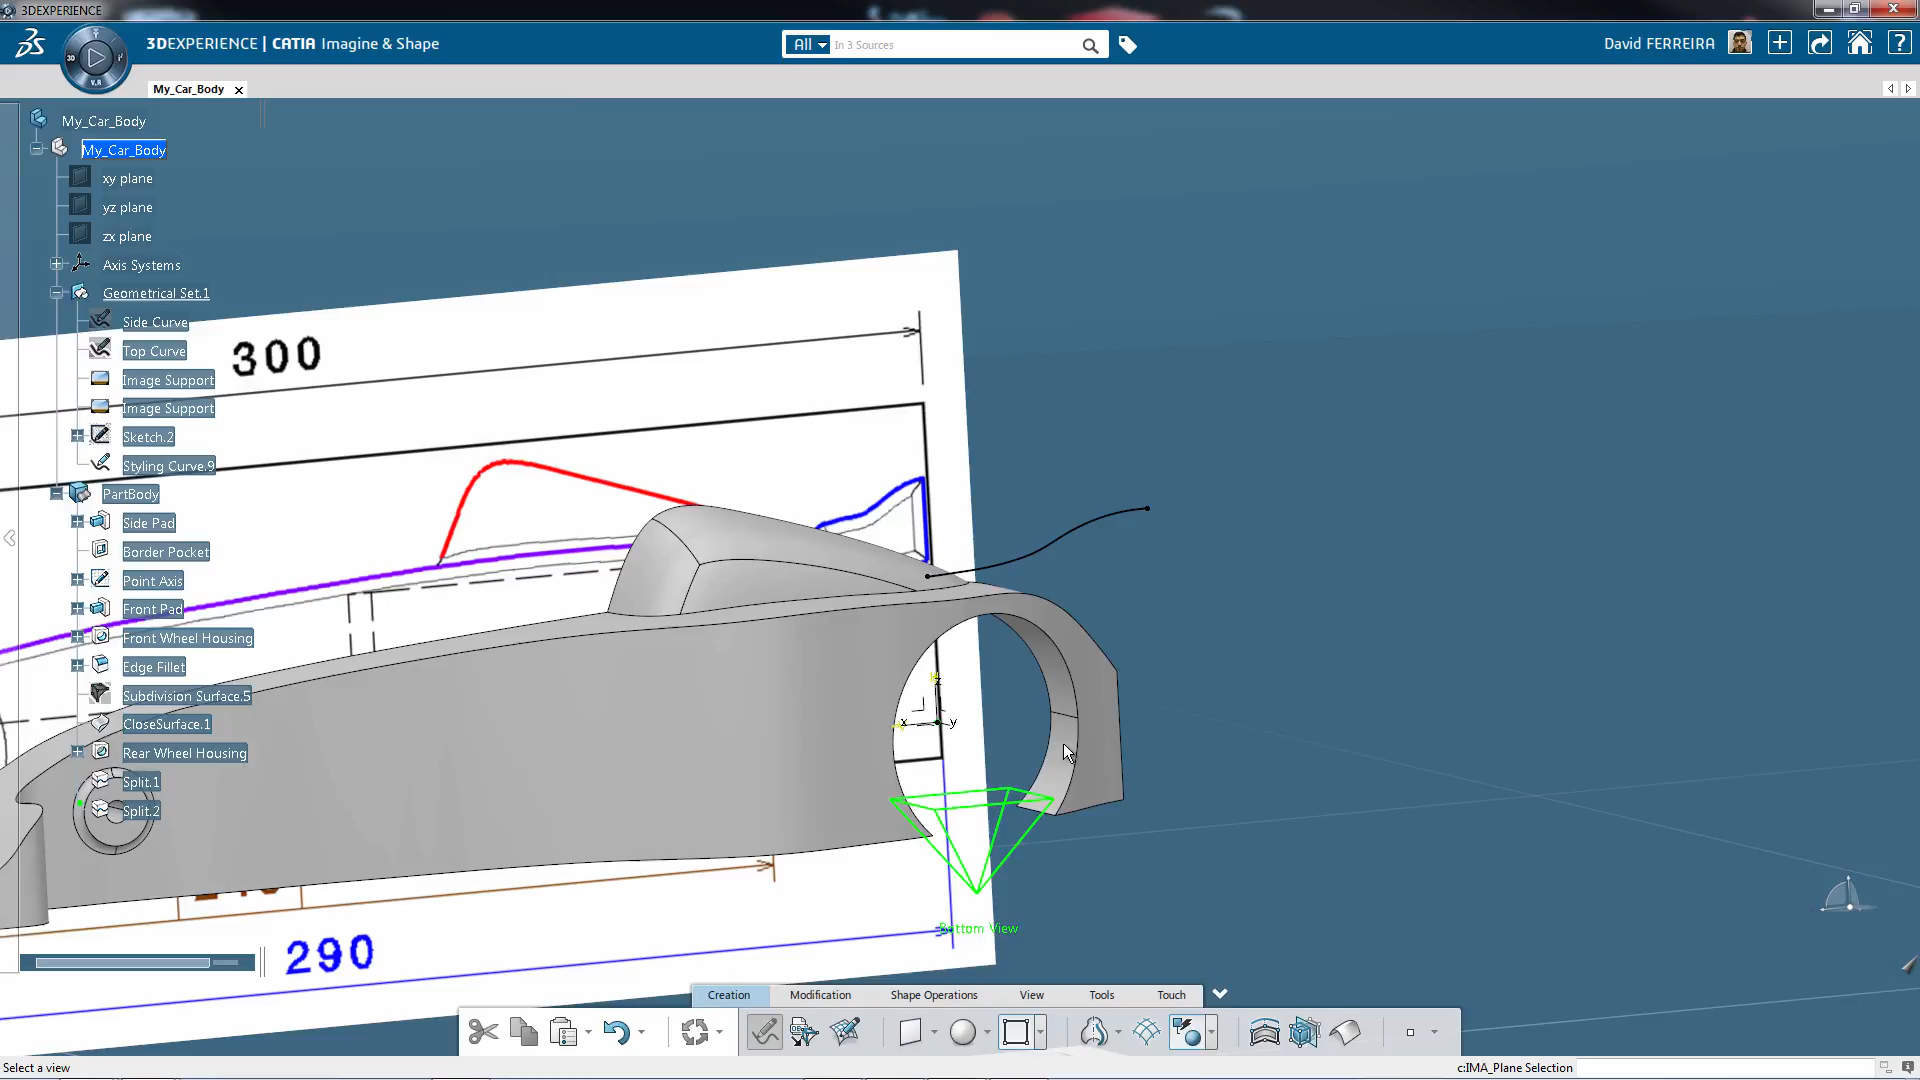 3DEXPERIENCE
3DEXPERIENCE | CATIA Imagine & Shape
All
In 3 Sources
David FERREIRA
3D
V.R
My_Car_Body
My_Car_Body
My_Car_Body
xy plane
yz plane
zx plane
Axis Systems
Geometrical Set.1
Side Curve
Top Curve
Image Support
Image Support
Sketch.2
Styling Curve.9
PartBody
Side Pad
Border Pocket
Point Axis
Front Pad
Front Wheel Housing
Edge Fillet
Subdivision Surface.5
CloseSurface.1
Rear Wheel Housing
Split.1
Split.2
300
z
x
y
Bottom View
290
Creation
Modification
Shape Operations
View
Tools
Touch
Select a view
c:IMA_Plane Selection